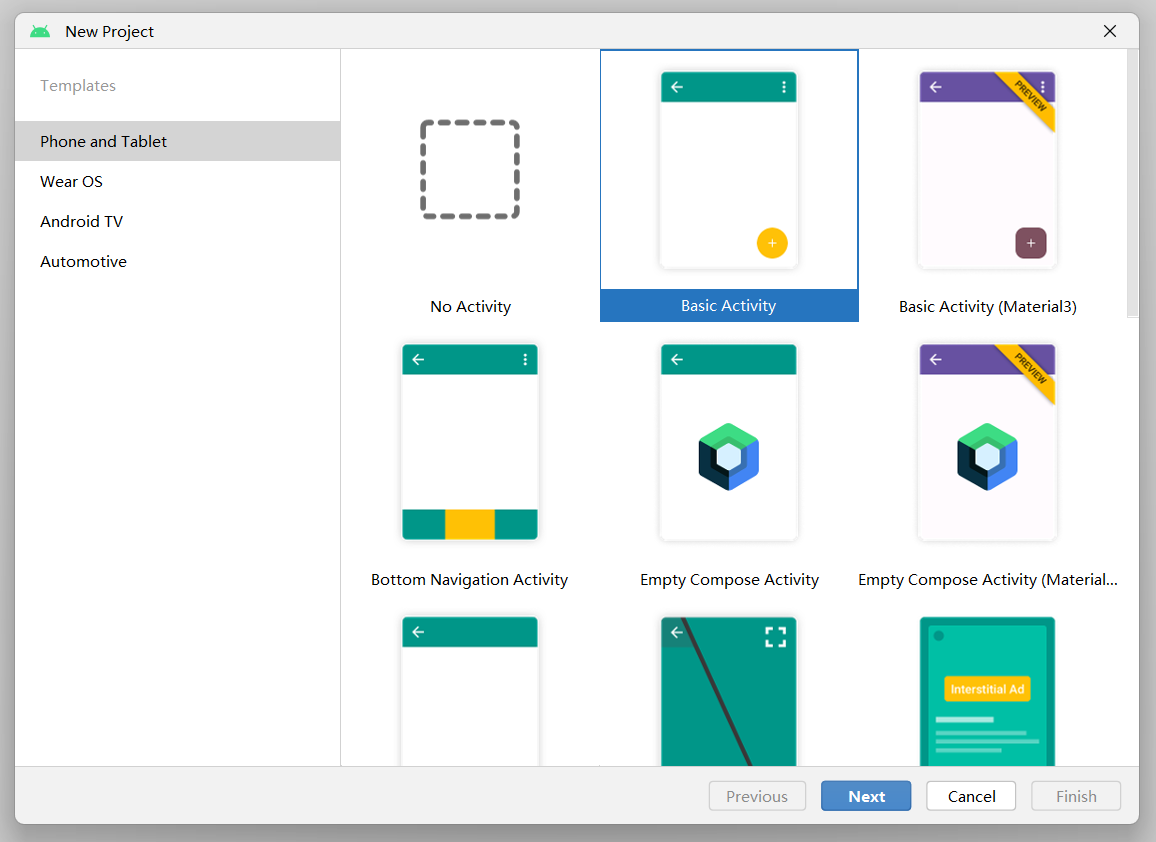 New Project
Templates
Phone and Tablet
Wear OS
Android TV
Automotive
No Activity
Basic Activity
PREVIEW
Basic Activity (Material3)
Bottom Navigation Activity
Empty Compose Activity
PREVIEW
Empty Compose Activity (Material...
Interstitial Ad
Previous
Next
Cancel
Finish